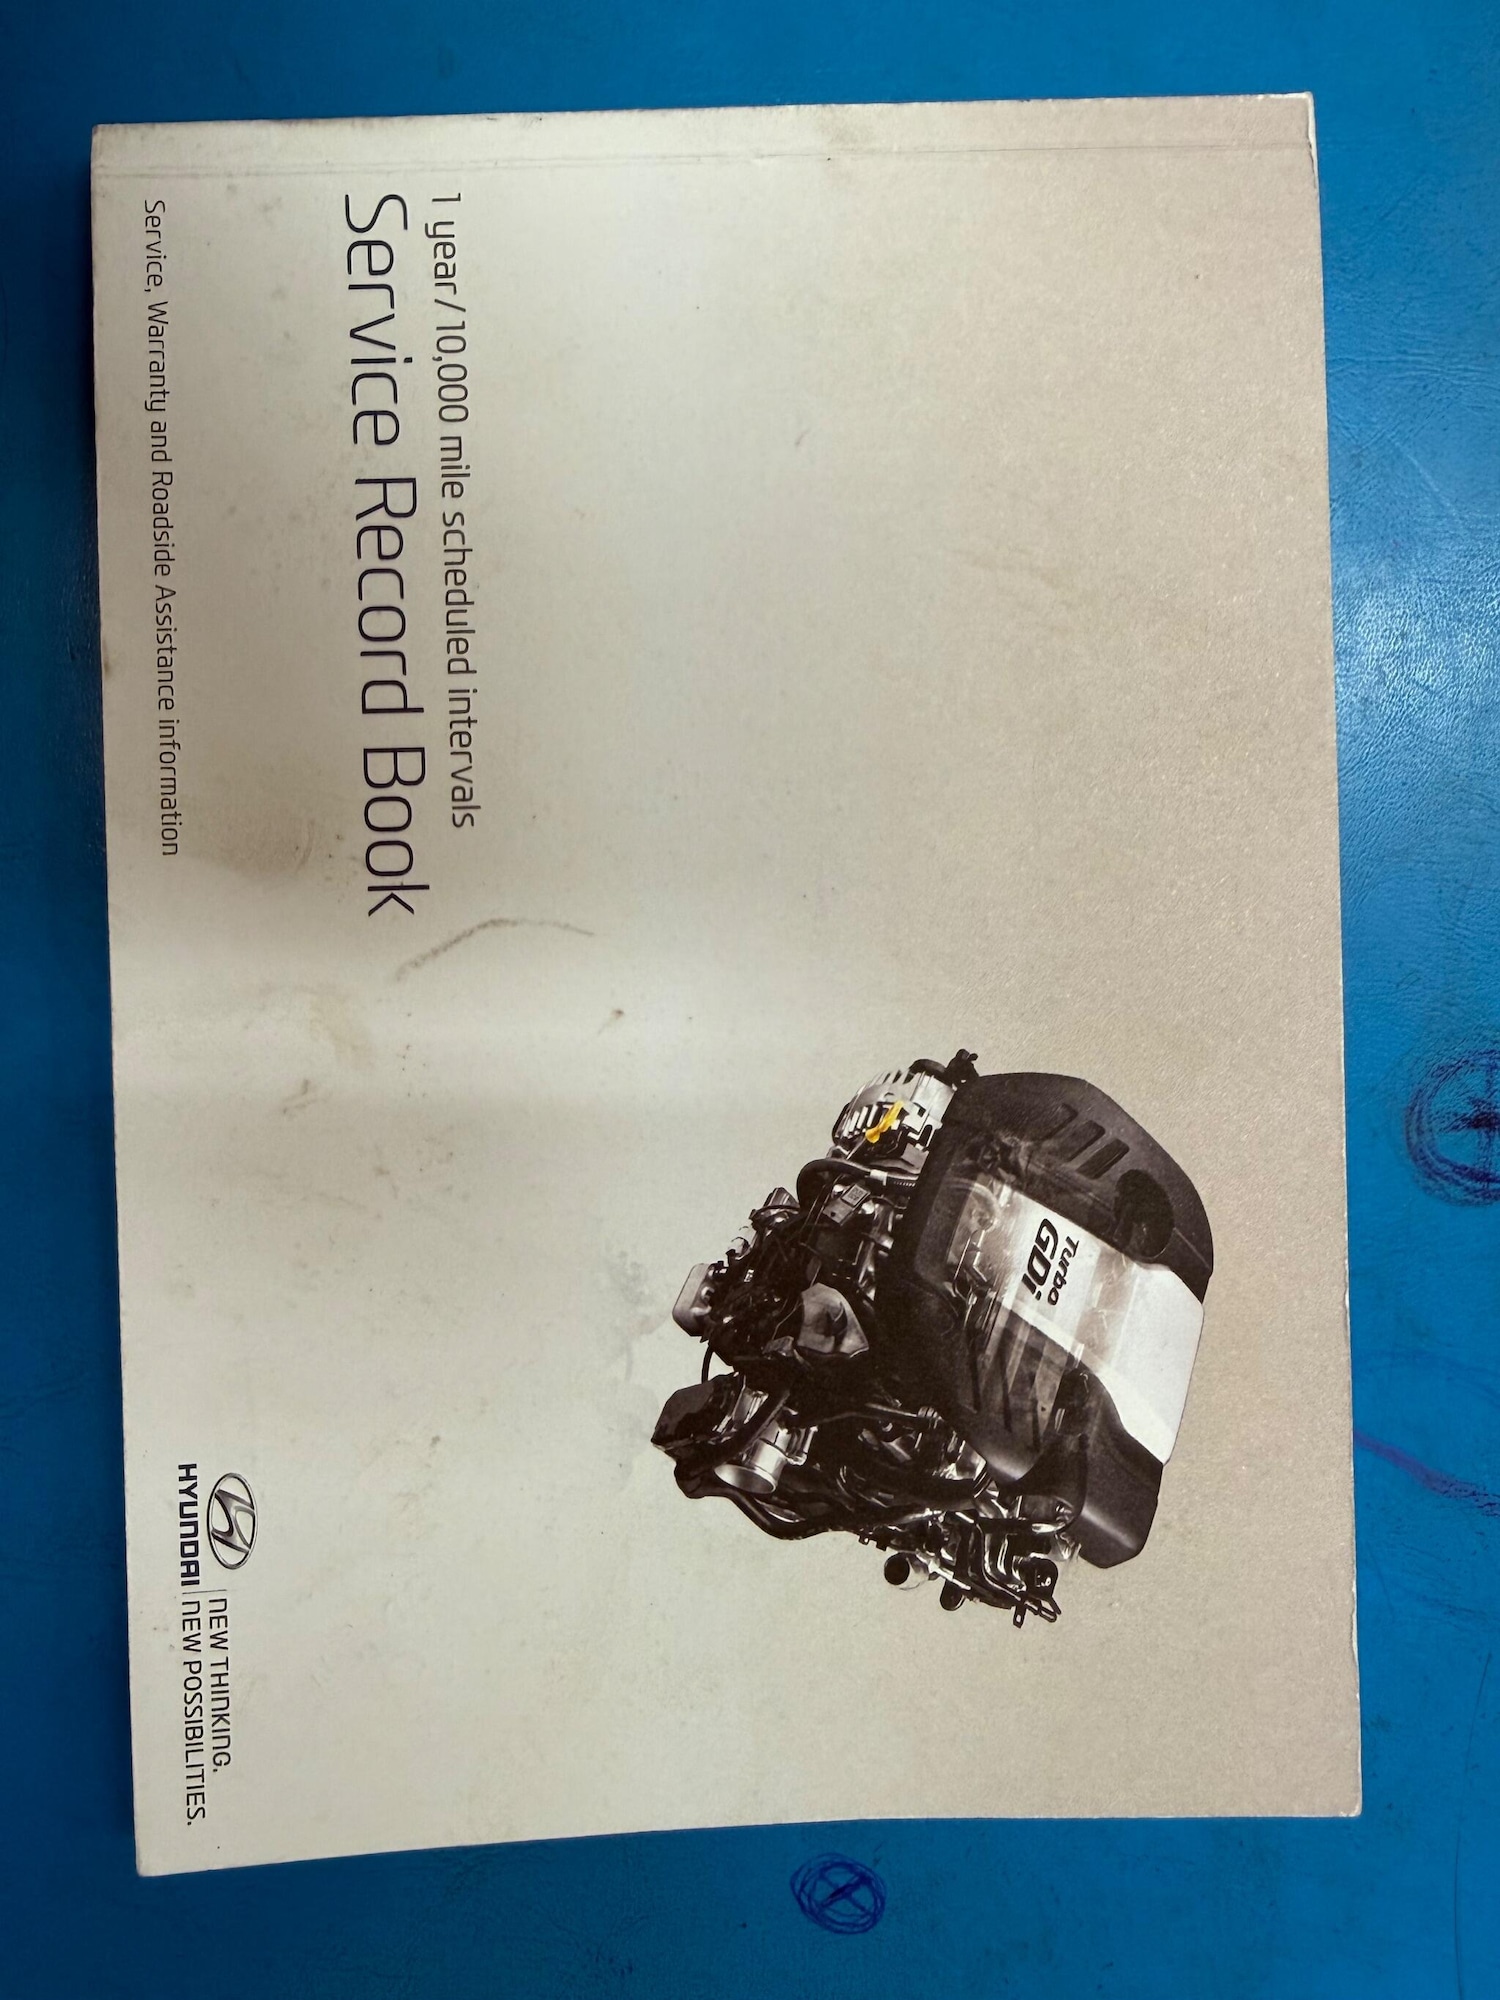 Turbo
GDi
1 year / 10,000 mile scheduled intervals
Service Record Book
Service, Warranty and Roadside Assistance information
HYUNDAI
NEW THINKING.
NEW POSSIBILITIES.